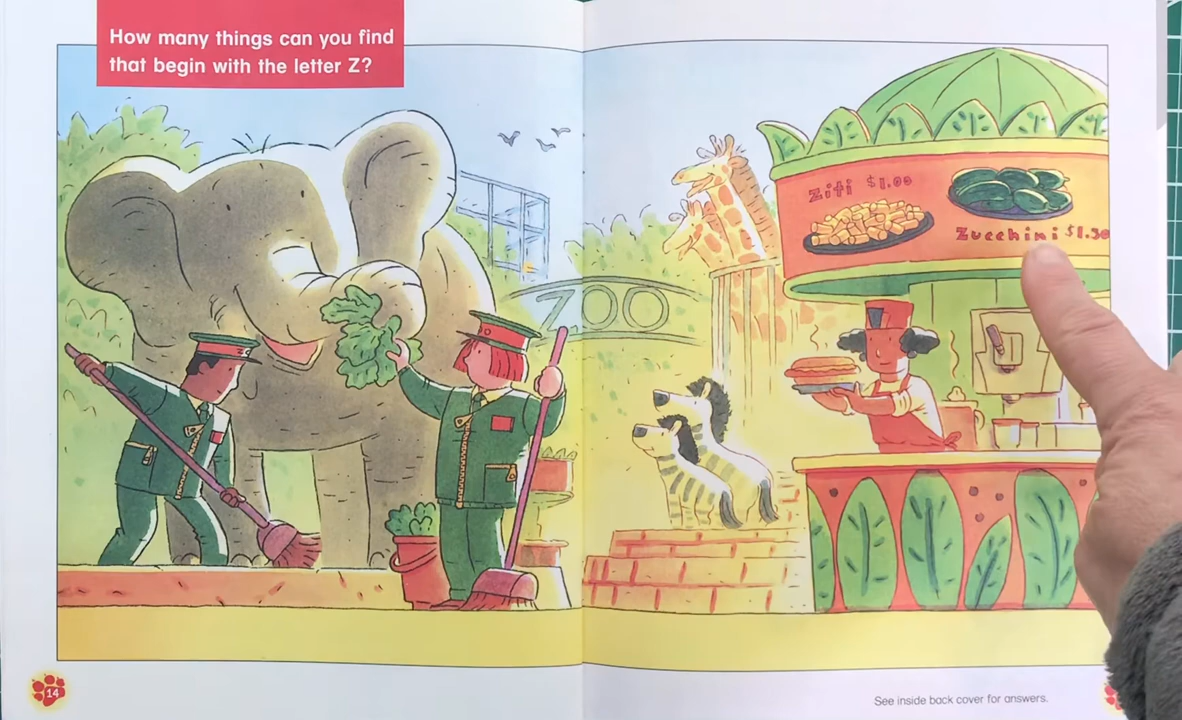 How many things can you find
that begin with the letter Z?
Ziti $1.00
Zucchini $1.50
ZOO
14
See inside back cover for answers.